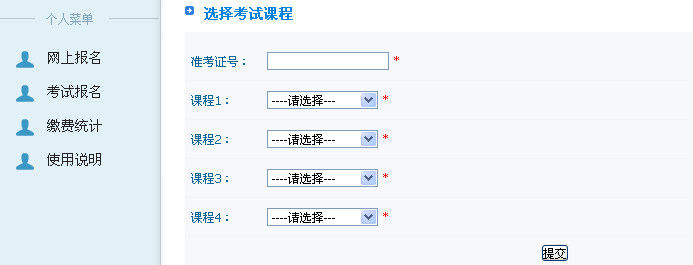 个人菜单
网上报名
考试报名
缴费统计
使用说明
选择考试课程
准考证号： *
课程1： ----请选择--- *
课程2： ----请选择--- *
课程3： ----请选择--- *
课程4： ----请选择--- *
提交